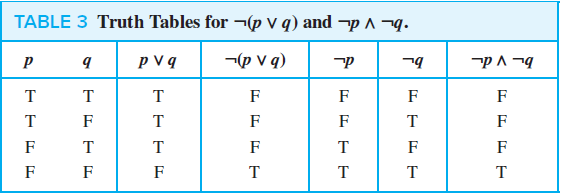 TABLE 3 Truth Tables for ¬(p ∨ q) and ¬p ∧ ¬q.
p q p ∨ q ¬(p ∨ q) ¬p ¬q ¬p ∧ ¬q
T T T F F F F
T F T F F T F
F T T F T F F
F F F T T T T